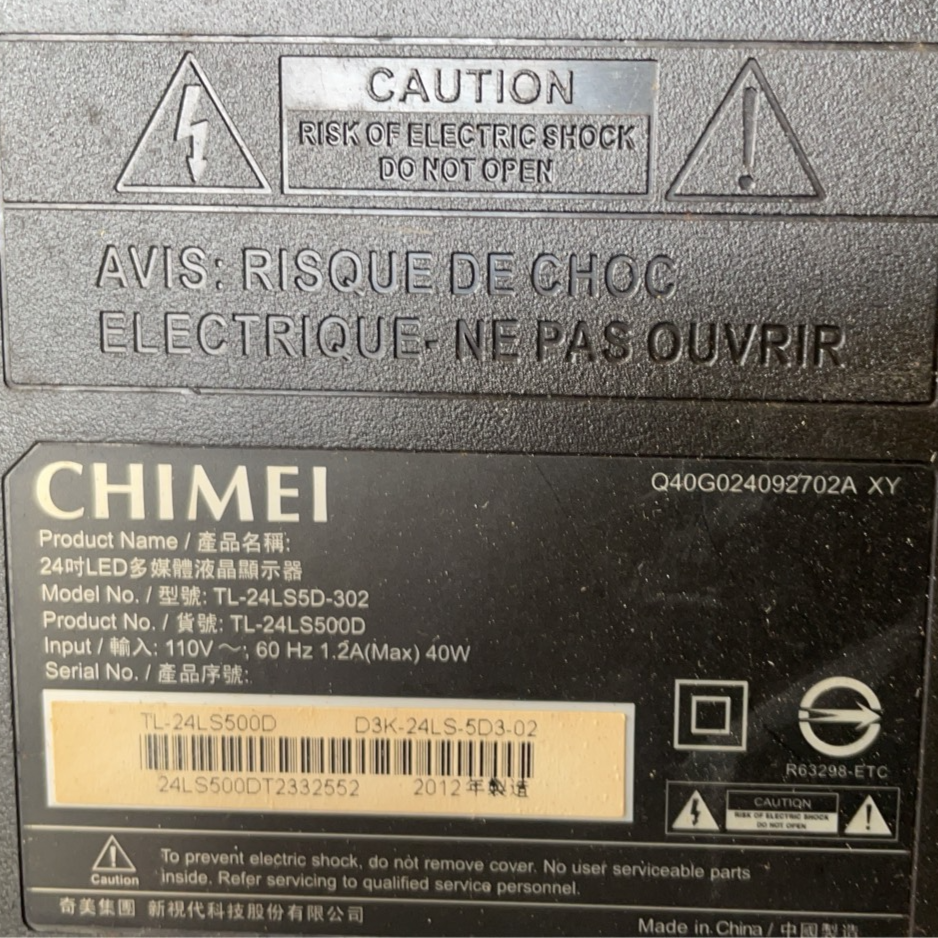 CAUTION
RISK OF ELECTRIC SHOCK
DO NOT OPEN
AVIS: RISQUE DE CHOC
ELECTRIQUE- NE PAS OUVRIR
CHIMEI
Q40G024092702A XY
Product Name / 產品名稱:
24吋LED多媒體液晶顯示器
Model No. / 型號: TL-24LS5D-302
Product No. / 貨號: TL-24LS500D
Input / 輸入: 110V ～; 60 Hz 1.2A(Max) 40W
Serial No. / 產品序號:
TL-24LS500D D3K-24LS-5D3-02
24LS500DT2332552 2012年製造
R63298-ETC
CAUTION
RISK OF ELECTRIC SHOCK
DO NOT OPEN
Caution
To prevent electric shock, do not remove cover. No user serviceable parts
inside. Refer servicing to qualified service personnel.
奇美集團 新視代科技股份有限公司
Made in China / 中國製造